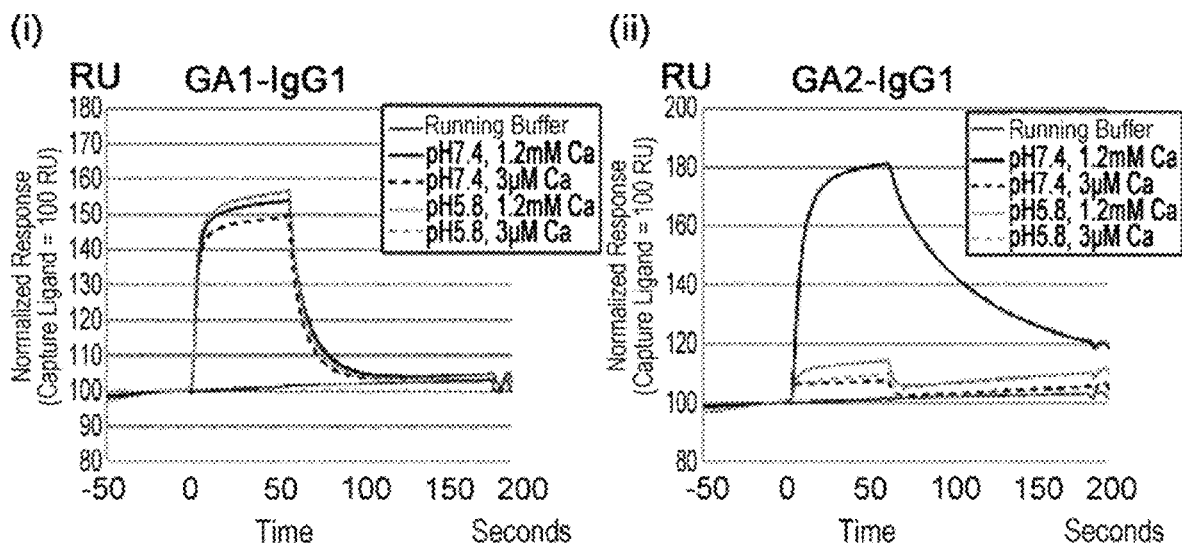 (i)
RU GA1-IgG1
180
170
160
150
140
130
120
110
100
90
80
Normalized Response
(Capture Ligand = 100 RU)
Running Buffer
pH7.4, 1.2mM Ca
pH7.4, 3µM Ca
pH5.8, 1.2mM Ca
pH5.8, 3µM Ca
-50 0 50 100 150 200
Time Seconds
(ii)
RU GA2-IgG1
200
180
160
140
120
100
80
Normalized Response
(Capture Ligand = 100 RU)
Running Buffer
pH7.4, 1.2mM Ca
pH7.4, 3µM Ca
pH5.8, 1.2mM Ca
pH5.8, 3µM Ca
-50 0 50 100 150 200
Time Seconds